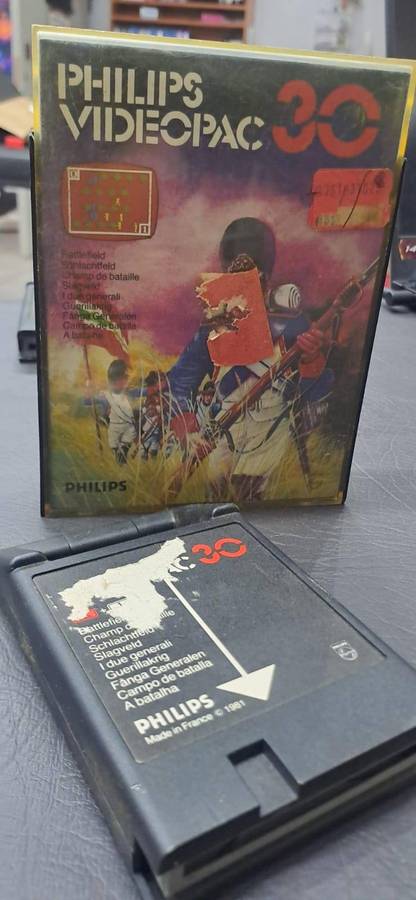 PHILIPS
VIDEOPAC 30
Battlefield
Schlachtfeld
Champ de bataille
Slagveld
I due generali
Guerillakrig
Fånga Generalen
Campo de batalla
A batalha
PHILIPS
30
Battlefield
Champ de bataille
Schlachtfeld
Slagveld
I due generali
Guerillakrig
Fånga Generalen
Campo de batalla
A batalha
PHILIPS
Made in France © 1981